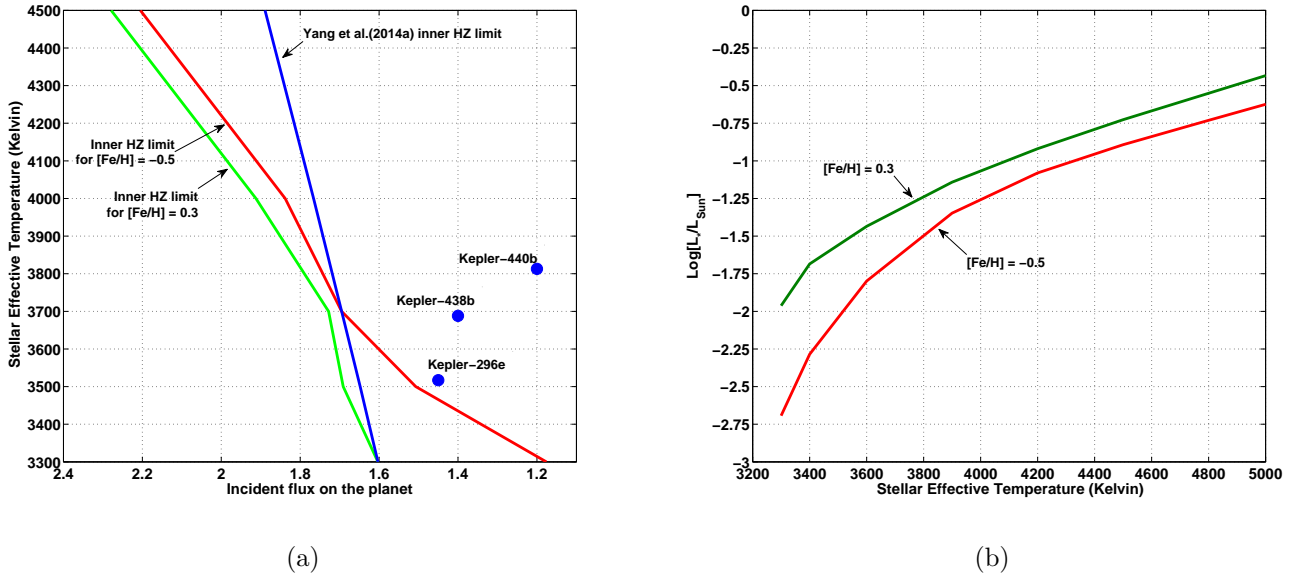 4500
4400
4300
4200
4100
4000
3900
3800
3700
3600
3500
3400
3300
Stellar Effective Temperature (Kelvin)
Yang et al.(2014a) inner HZ limit
Inner HZ limit
for [Fe/H] = −0.5
Inner HZ limit
for [Fe/H] = 0.3
Kepler−440b
Kepler−438b
Kepler−296e
2.4 2.2 2 1.8 1.6 1.4 1.2
Incident flux on the planet
(a)
0
−0.25
−0.5
−0.75
−1
−1.25
−1.5
−1.75
−2
−2.25
−2.5
−2.75
−3
Log[L*/LSun]
[Fe/H] = 0.3
[Fe/H] = −0.5
3200 3400 3600 3800 4000 4200 4400 4600 4800 5000
Stellar Effective Temperature (Kelvin)
(b)